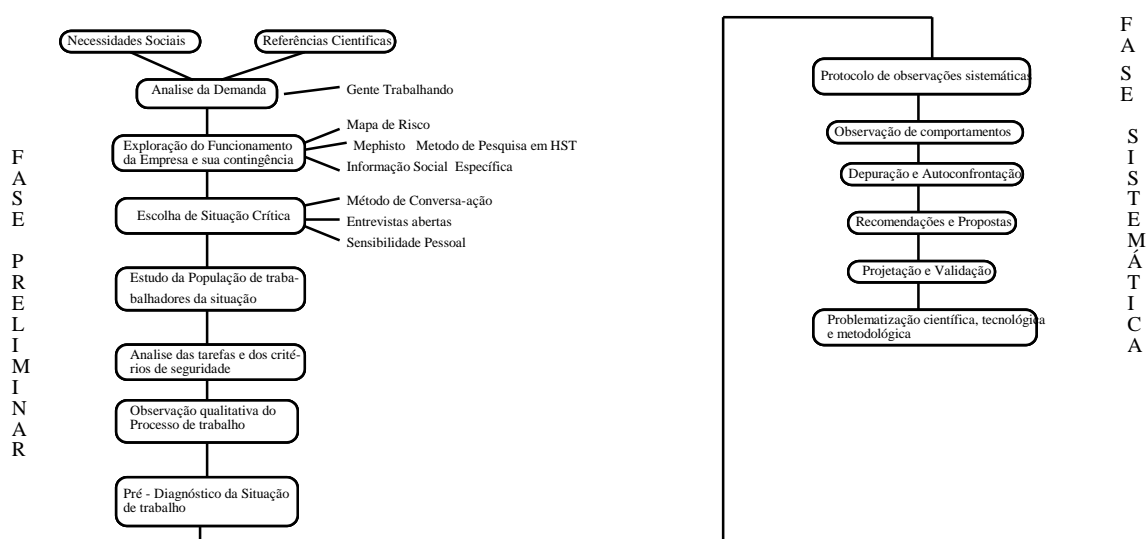 Necessidades Sociais
Referências Cientificas
Analise da Demanda
Gente Trabalhando
Exploração do Funcionamento
da Empresa e sua contingência
Mapa de Risco
Mephisto Metodo de Pesquisa em HST
Informação Social Específica
Escolha de Situação Crítica
Método de Conversa-ação
Entrevistas abertas
Sensibilidade Pessoal
Estudo da População de traba-
balhadores da situação
Analise das tarefas e dos crité-
rios de seguridade
Observação qualitativa do
Processo de trabalho
Pré - Diagnóstico da Situação
de trabalho
FASE PRELIMINAR
Protocolo de observações sistemáticas
Observação de comportamentos
Depuração e Autoconfrontação
Recomendações e Propostas
Projetação e Validação
Problematização científica, tecnológica
e metodológica
FASE SISTEMÁTICA